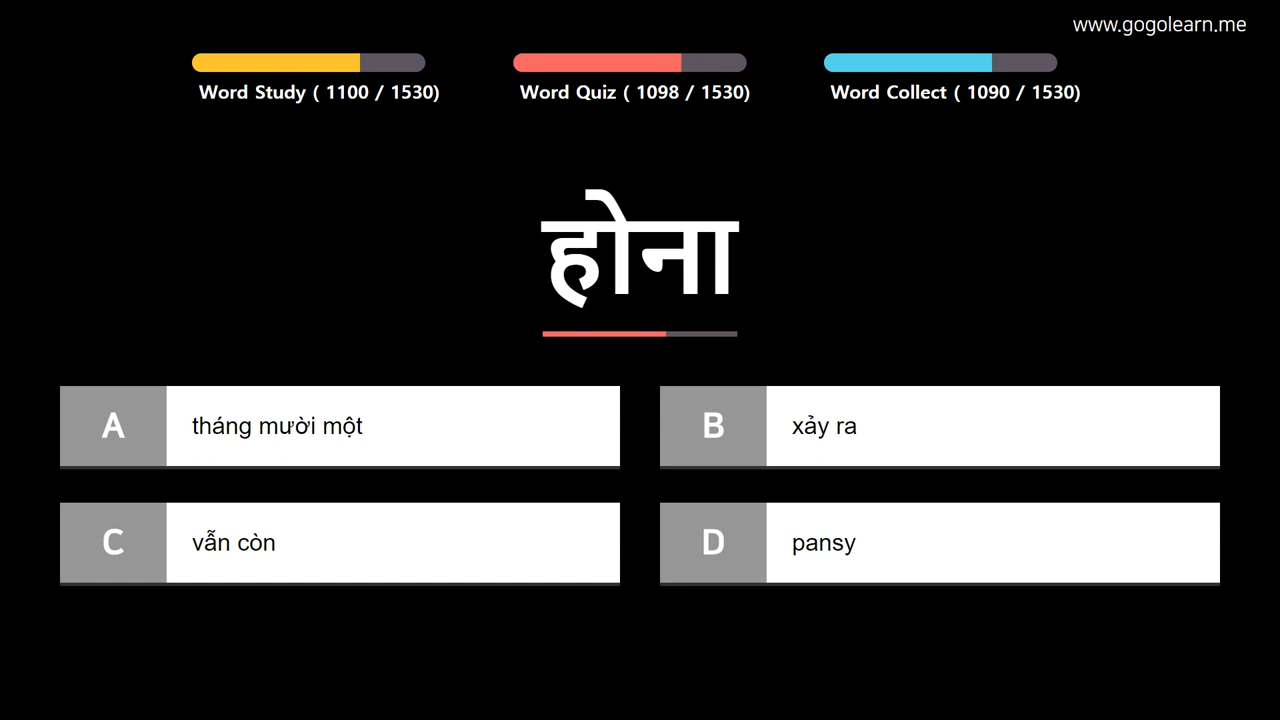 www.gogolearn.me
Word Study ( 1100 / 1530)
Word Quiz ( 1098 / 1530)
Word Collect ( 1090 / 1530)
होना
A tháng mười một
B xảy ra
C vẫn còn
D pansy